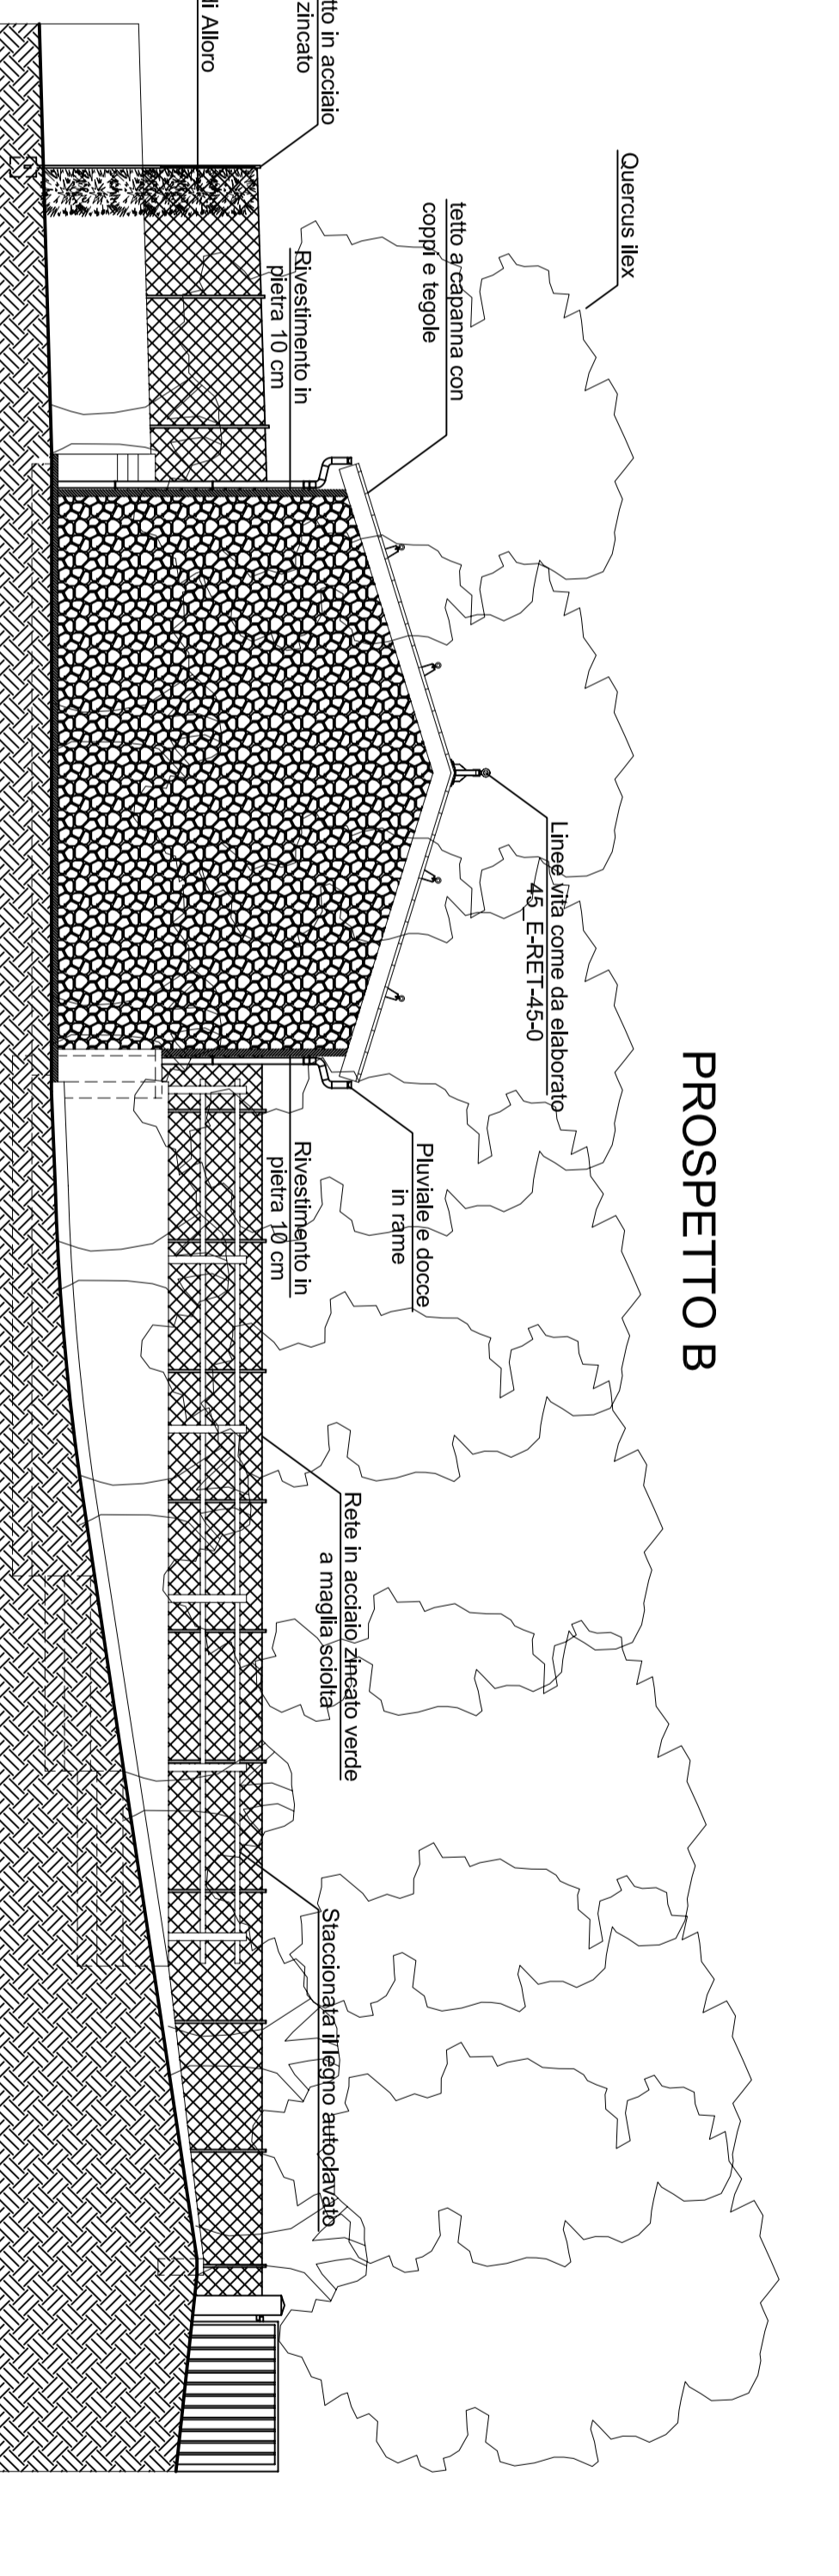 PROSPETTO B
Quercus ilex
tetto a capanna con
coppi e tegole
Linee vita come da elaborato
45_E-RET-45-0
tto in acciaio
zincato
di Alloro
Rivestimento in
pietra 10 cm
Pluviale e docce
in rame
Rivestimento in
pietra 10 cm
Rete in acciaio zincato verde
a maglia sciolta
Staccionata il legno autoclavato